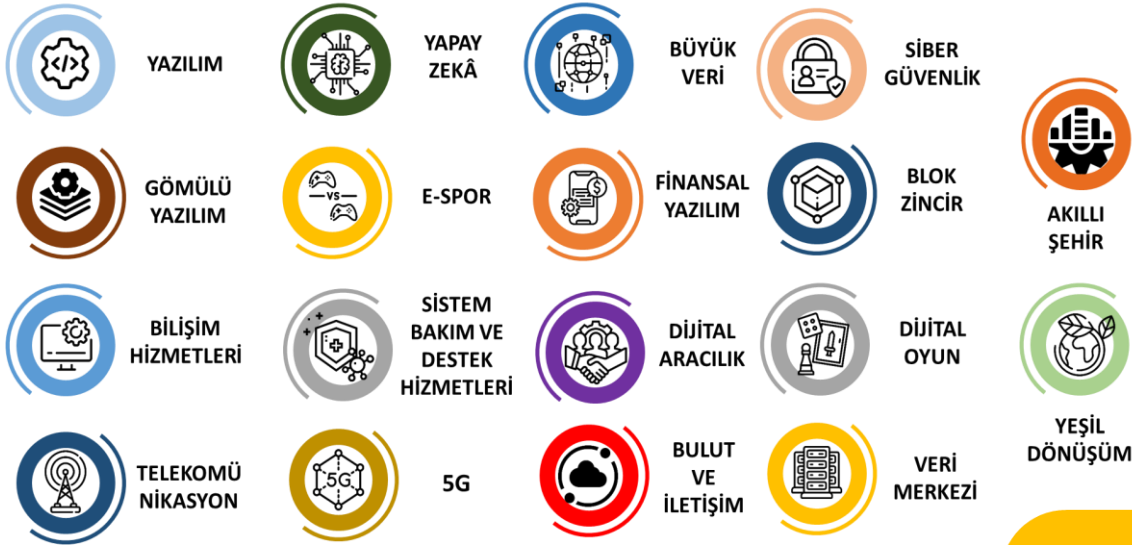 YAZILIM
YAPAY
ZEKÂ
BÜYÜK
VERİ
SİBER
GÜVENLİK
GÖMÜLÜ
YAZILIM
VS
E-SPOR
$
FİNANSAL
YAZILIM
BLOK
ZİNCİR
AKILLI
ŞEHİR
BİLİŞİM
HİZMETLERİ
SİSTEM
BAKIM VE
DESTEK
HİZMETLERİ
DİJİTAL
ARACILIK
DİJİTAL
OYUN
YEŞİL
DÖNÜŞÜM
TELEKOMÜ
NİKASYON
5G
5G
BULUT
VE
İLETİŞİM
VERİ
MERKEZİ